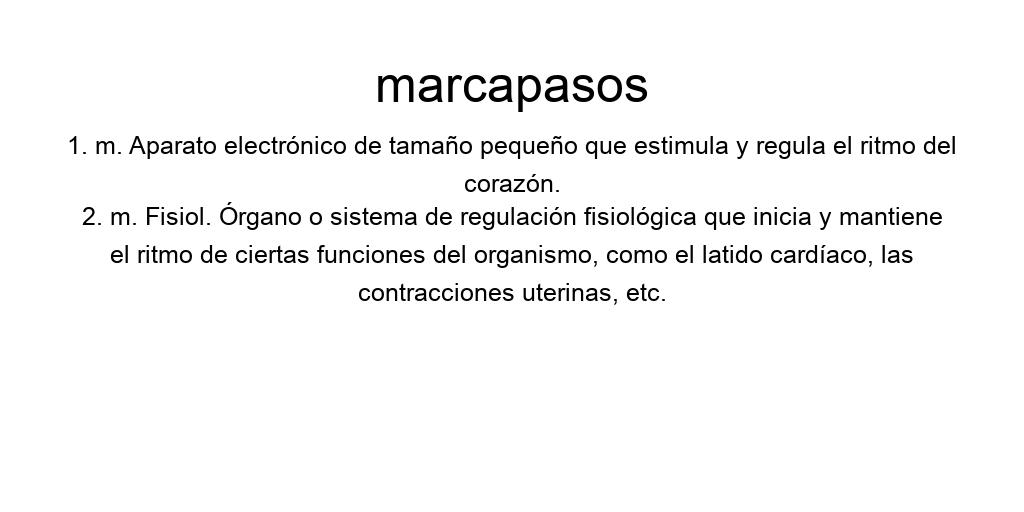 marcapasos
1. m. Aparato electrónico de tamaño pequeño que estimula y regula el ritmo del
corazón.
2. m. Fisiol. Órgano o sistema de regulación fisiológica que inicia y mantiene
el ritmo de ciertas funciones del organismo, como el latido cardíaco, las
contracciones uterinas, etc.